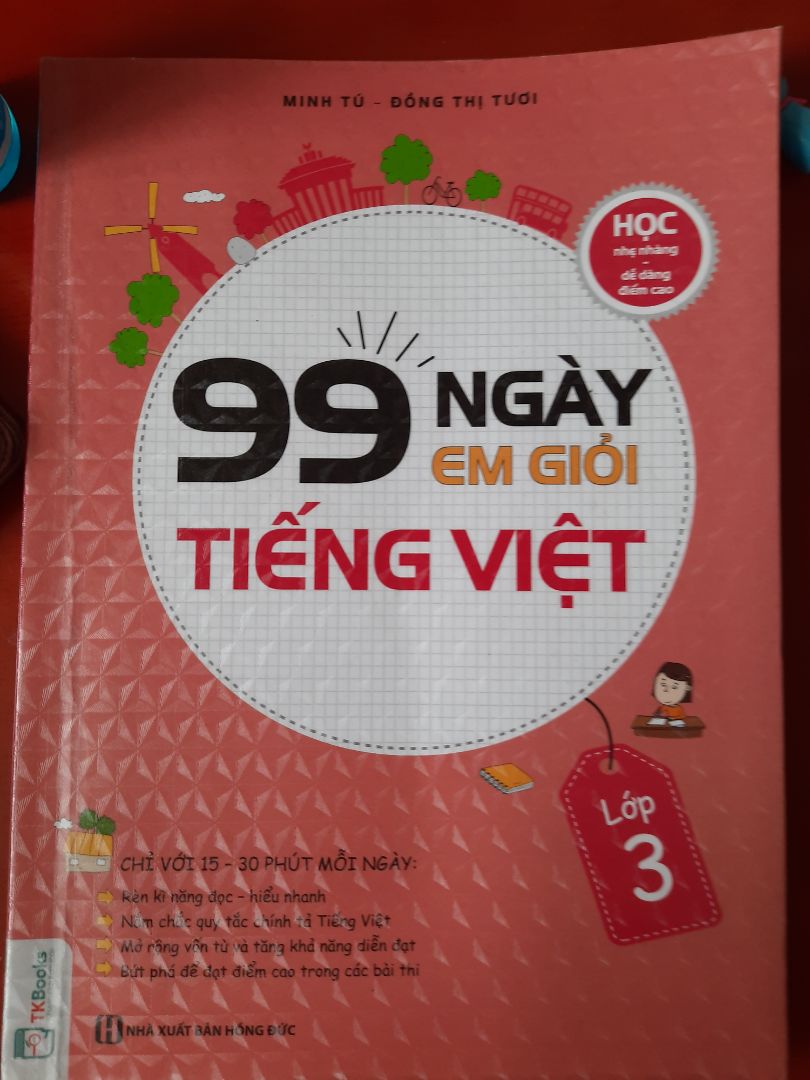 MINH TÚ - ĐỒNG THỊ TƯƠI
HỌC
nhẹ nhàng
-
dễ dàng
điểm cao
99 NGÀY
EM GIỎI
TIẾNG VIỆT
Lớp
3
CHỈ VỚI 15 - 30 PHÚT MỖI NGÀY:
Rèn kĩ năng đọc - hiểu nhanh
Nắm chắc quy tắc chính tả Tiếng Việt
Mở rộng vốn từ và tăng khả năng diễn đạt
Bứt phá để đạt điểm cao trong các bài thi
TKBooks
NHÀ XUẤT BẢN HỒNG ĐỨC